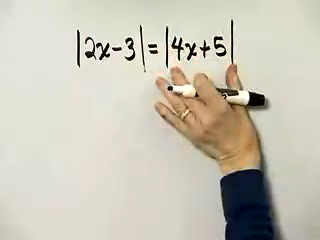 |2x-3| = |4x+5|